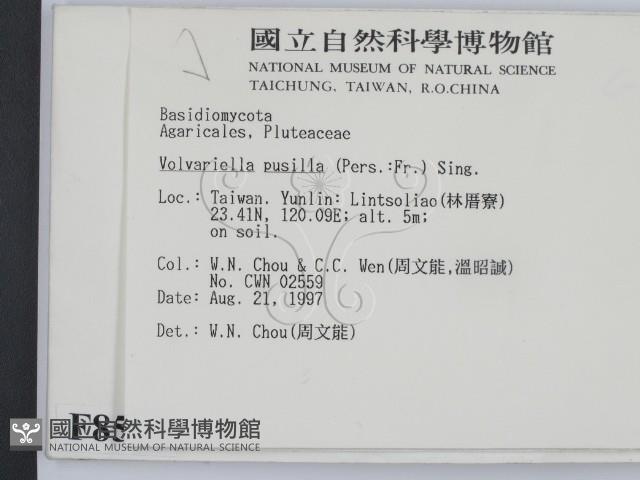 國立自然科學博物館
NATIONAL MUSEUM OF NATURAL SCIENCE
TAICHUNG, TAIWAN, R.O.CHINA
Basidiomycota
Agaricales, Pluteaceae
Volvariella pusilla (Pers.:Fr.) Sing.
Loc.: Taiwan. Yunlin: Lintsoliao(林厝寮)
23.41N, 120.09E; alt. 5m;
on soil.
Col.: W.N. Chou & C.C. Wen(周文能,溫昭誠)
No. CWN 02559
Date: Aug. 21, 1997
Det.: W.N. Chou(周文能)
國立自然科學博物館
NATIONAL MUSEUM OF NATURAL SCIENCE